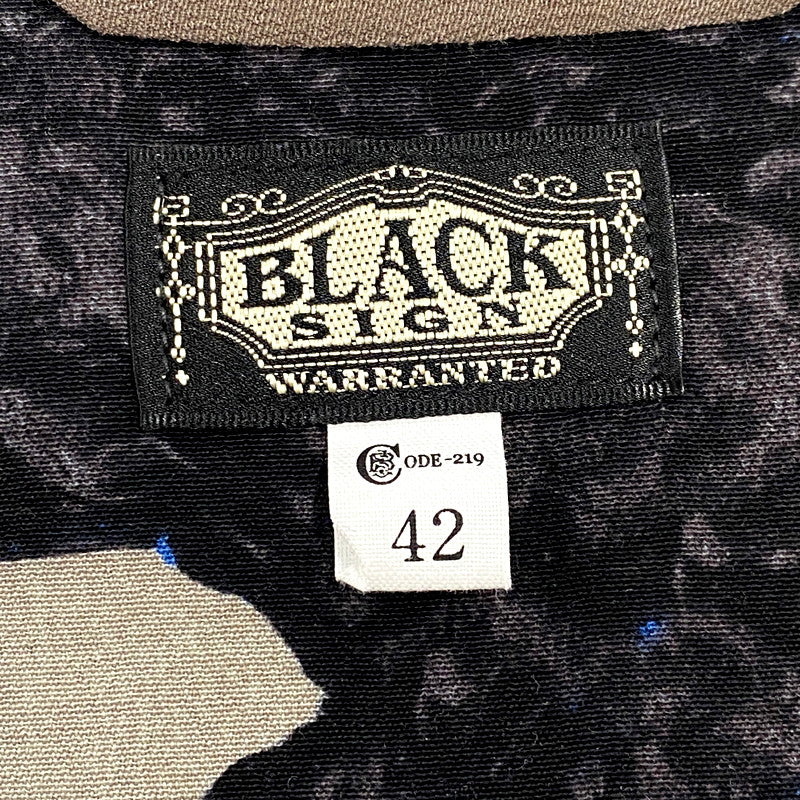 BLACK
SIGN
WARRANTED
CODE-219
42